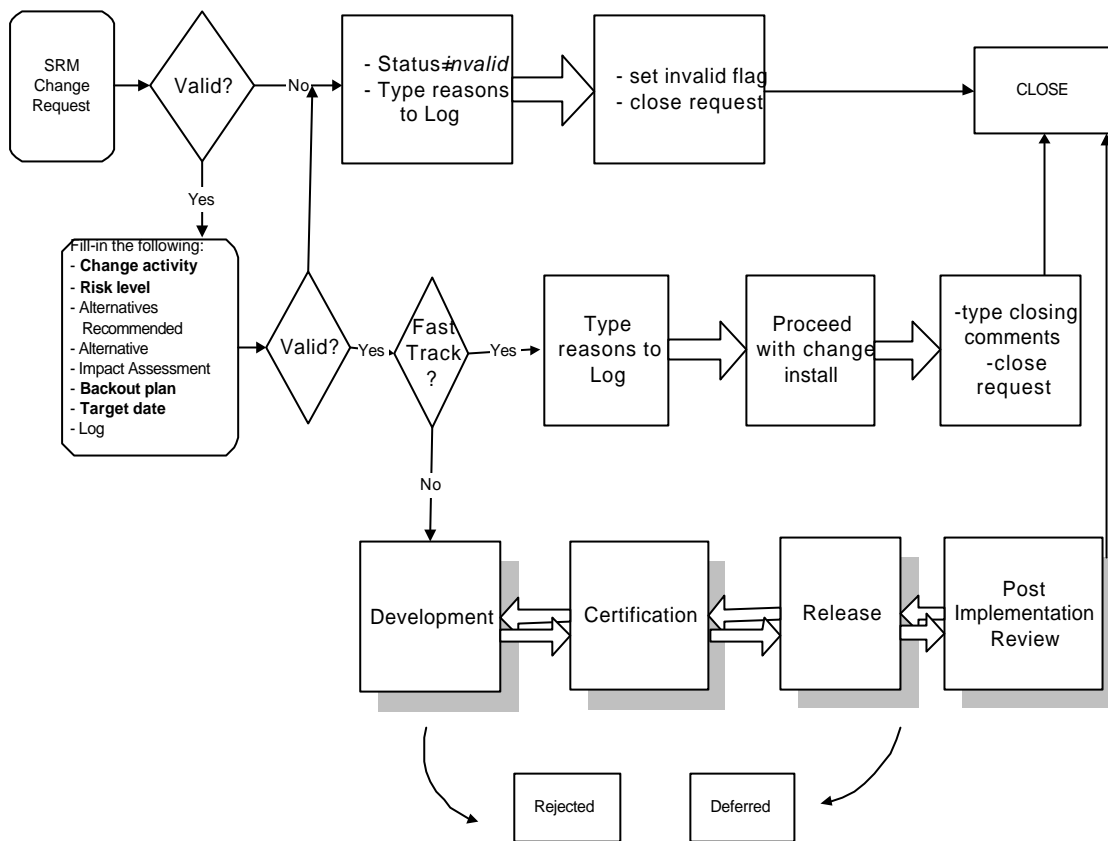 SRM
Change
Request
Valid?
No
- Status≠nvalid
- Type reasons
to Log
- set invalid flag
- close request
CLOSE
Yes
Fill-in the following:
- Change activity
- Risk level
- Alternatives
Recommended
- Alternative
- Impact Assessment
- Backout plan
- Target date
- Log
Valid?
Yes
Fast
Track
?
Yes
Type
reasons to
Log
Proceed
with change
install
-type closing
comments
-close
request
No
Development
Certification
Release
Post
Implementation
Review
Rejected
Deferred